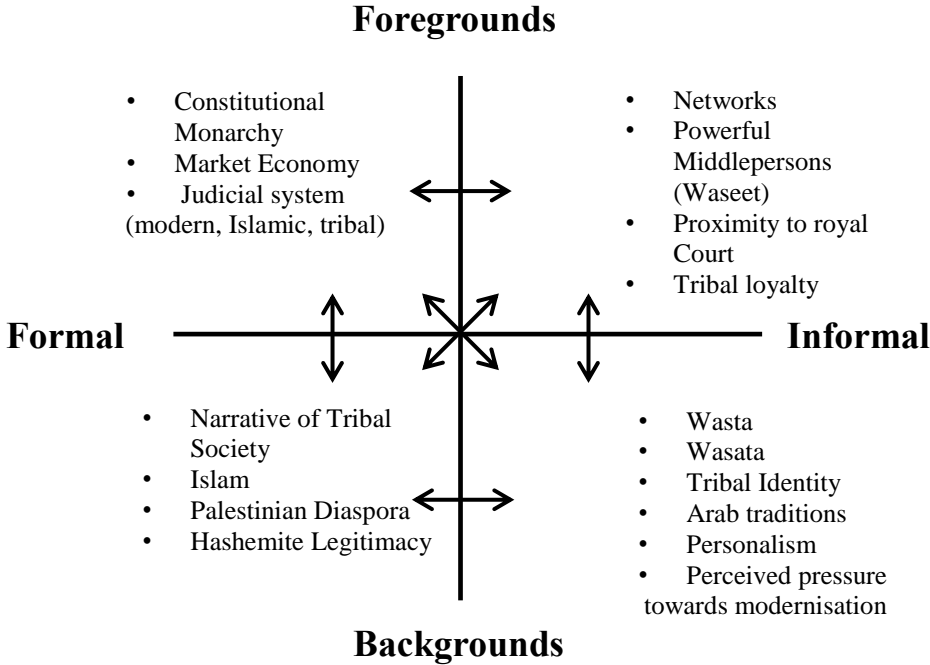 Foregrounds
• Constitutional
Monarchy
• Market Economy
• Judicial system
(modern, Islamic, tribal)
• Networks
• Powerful
Middlepersons
(Waseet)
• Proximity to royal
Court
• Tribal loyalty
Formal
Informal
• Narrative of Tribal
Society
• Islam
• Palestinian Diaspora
• Hashemite Legitimacy
• Wasta
• Wasata
• Tribal Identity
• Arab traditions
• Personalism
• Perceived pressure
towards modernisation
Backgrounds